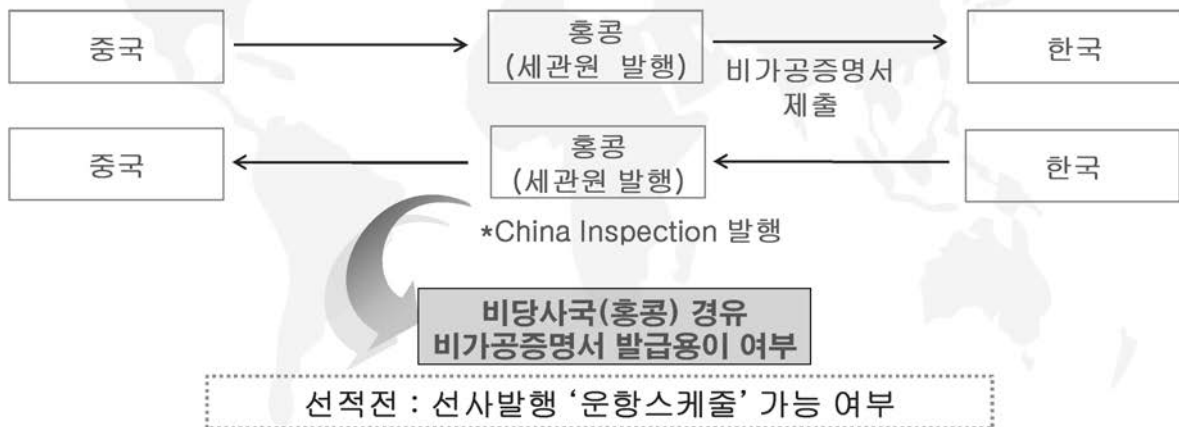 중국
홍콩
(세관원 발행)
비가공증명서
제출
한국
중국
홍콩
(세관원 발행)
한국
*China Inspection 발행
비당사국(홍콩) 경유
비가공증명서 발급용이 여부
선적전 : 선사발행 ‘운항스케줄’ 가능 여부